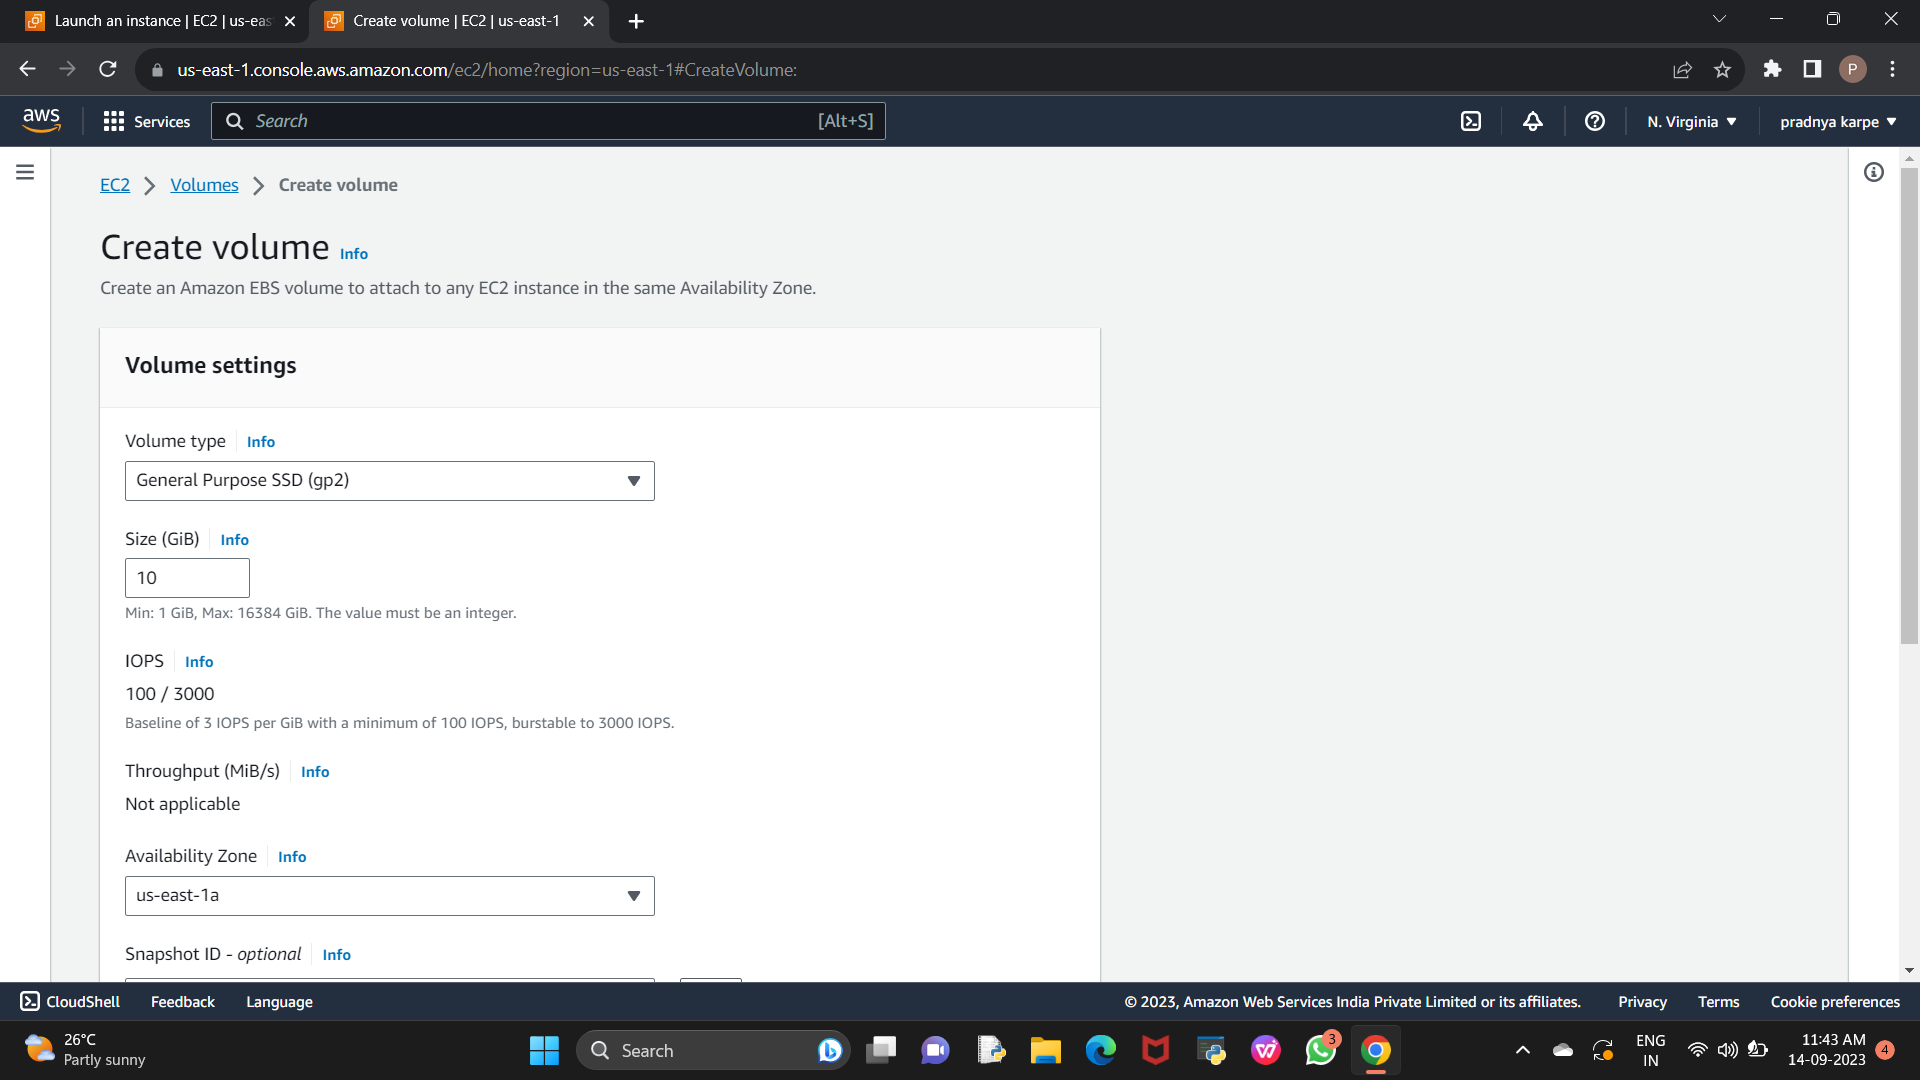 Launch an instance | EC2 | us-eas
Create volume | EC2 | us-east-1
us-east-1.console.aws.amazon.com/ec2/home?region=us-east-1#CreateVolume:
P
aws
Services
Search
[Alt+S]
N. Virginia
pradnya karpe
EC2
Volumes
Create volume
Create volume Info
Create an Amazon EBS volume to attach to any EC2 instance in the same Availability Zone.
Volume settings
Volume type Info
General Purpose SSD (gp2)
Size (GiB) Info
10
Min: 1 GiB, Max: 16384 GiB. The value must be an integer.
IOPS Info
100 / 3000
Baseline of 3 IOPS per GiB with a minimum of 100 IOPS, burstable to 3000 IOPS.
Throughput (MiB/s) Info
Not applicable
Availability Zone Info
us-east-1a
Snapshot ID - optional Info
CloudShell
Feedback
Language
© 2023, Amazon Web Services India Private Limited or its affiliates.
Privacy
Terms
Cookie preferences
26°C
Partly sunny
Search
3
ENG
IN
11:43 AM
14-09-2023
4